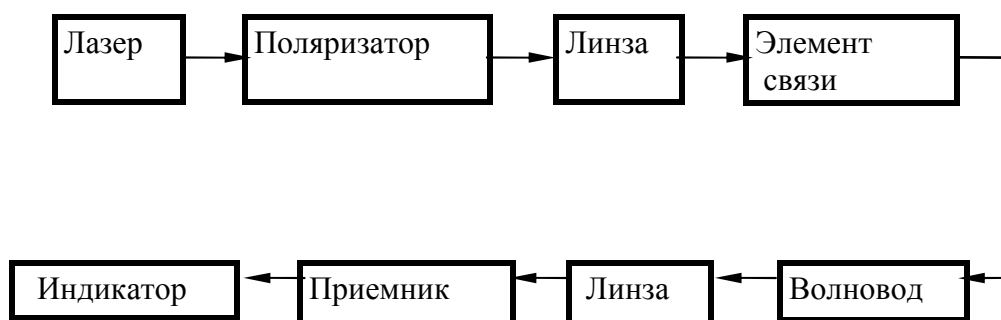 Лазер
Поляризатор
Линза
Элемент
связи
Индикатор
Приемник
Линза
Волновод